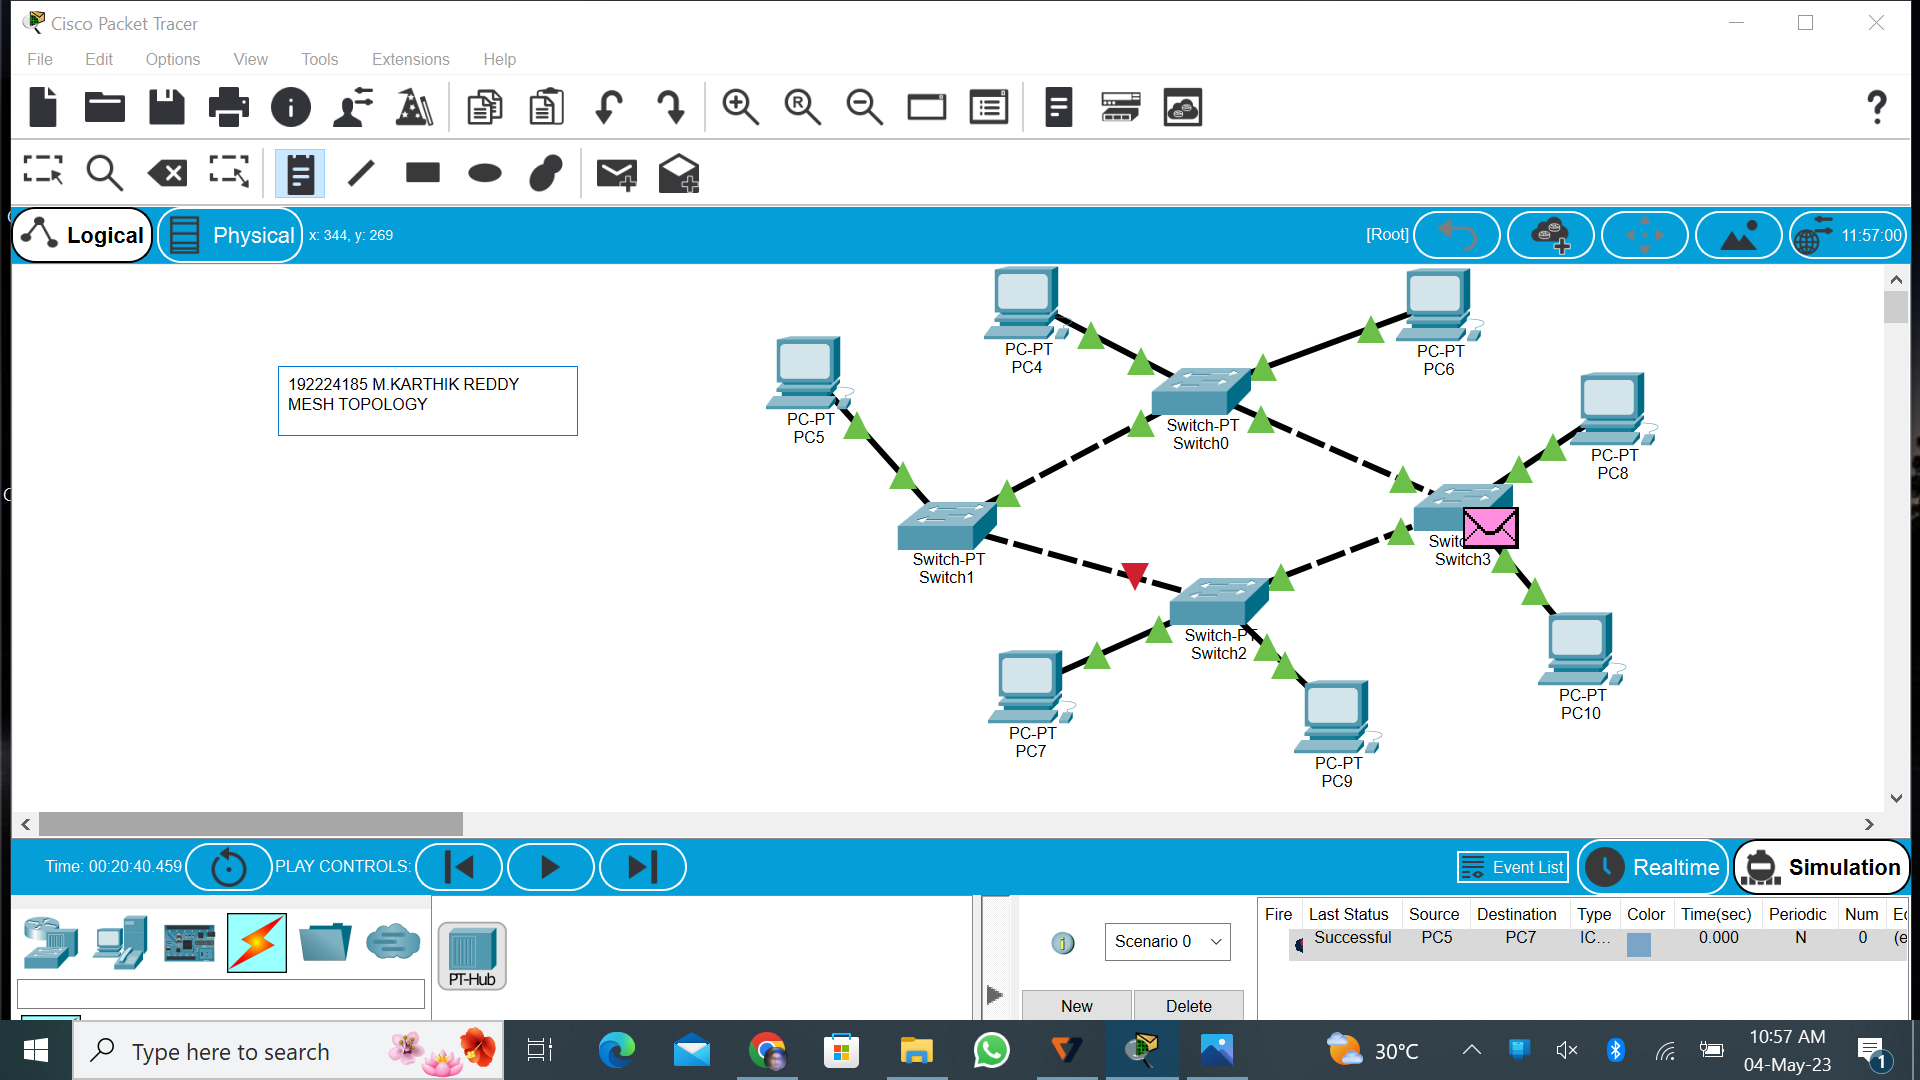 Cisco Packet Tracer
File Edit Options View Tools Extensions Help
Logical Physical x: 344, y: 269 [Root] 11:57:00
192224185 M.KARTHIK REDDY
MESH TOPOLOGY
PC-PT
PC4
PC-PT
PC6
PC-PT
PC5
Switch-PT
Switch0
PC-PT
PC8
Switch-PT
Switch1
Switch3
Switch-PT
Switch2
PC-PT
PC10
PC-PT
PC7
PC-PT
PC9
Time: 00:20:40.459 PLAY CONTROLS: Event List Realtime Simulation
PT-Hub
Scenario 0
New Delete
Fire Last Status Source Destination Type Color Time(sec) Periodic Num
Successful PC5 PC7 IC... 0.000 N 0 (e
Type here to search
30°C
10:57 AM
04-May-23
1